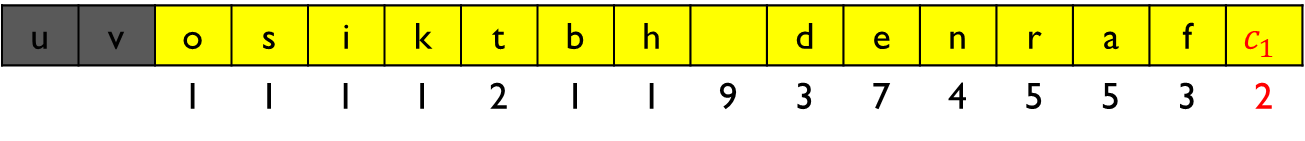 u v o s i k t b h d e n r a f c₁
1 1 1 1 2 1 1 9 3 7 4 5 5 3 2